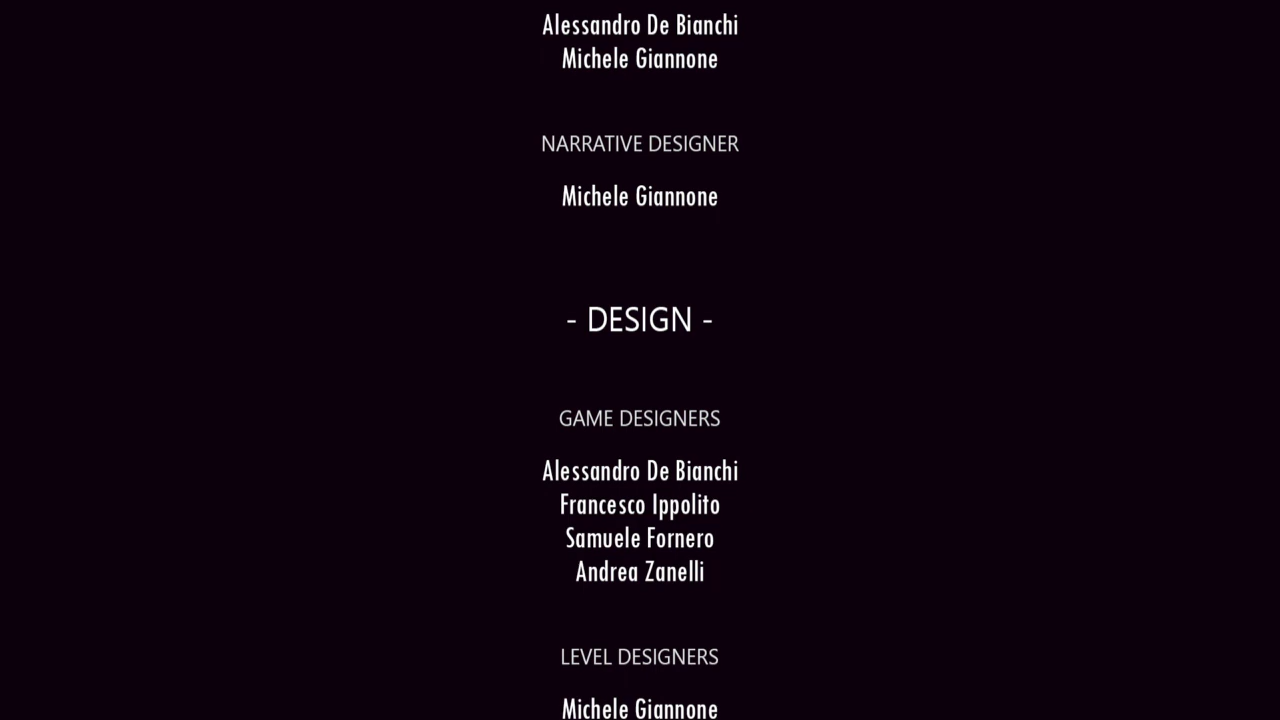 Alessandro De Bianchi
Michele Giannone
NARRATIVE DESIGNER
Michele Giannone
- DESIGN -
GAME DESIGNERS
Alessandro De Bianchi
Francesco Ippolito
Samuele Fornero
Andrea Zanelli
LEVEL DESIGNERS
Michele Giannone